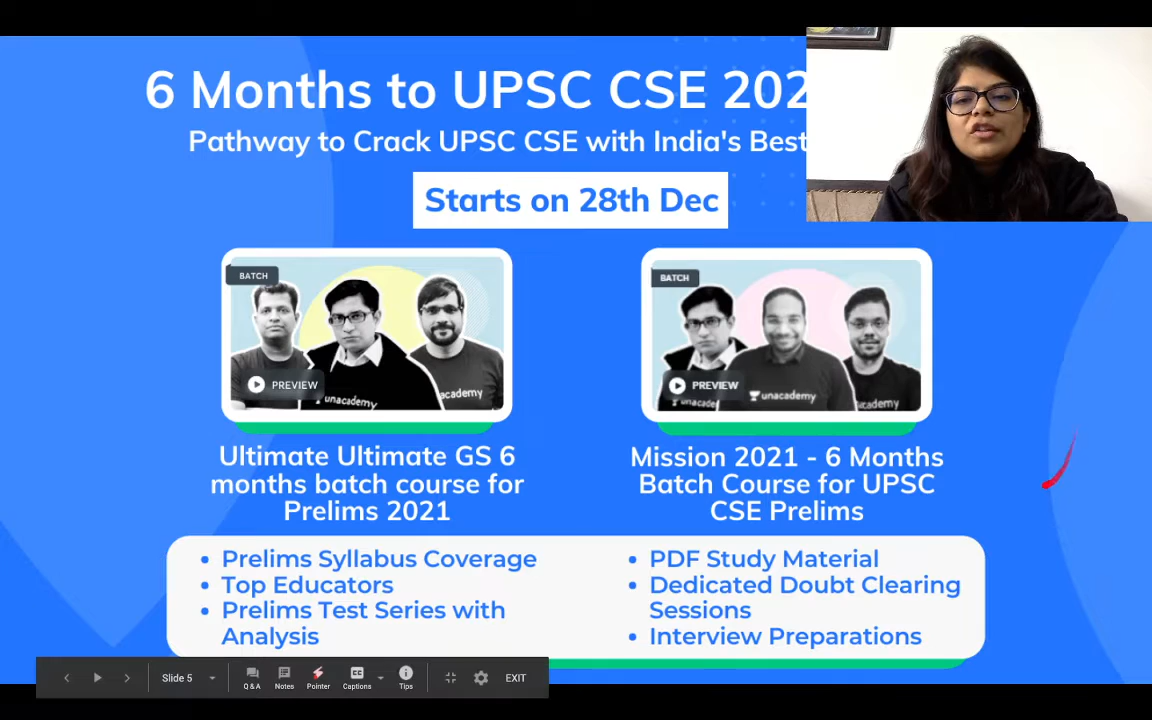 6 Months to UPSC CSE 202
Pathway to Crack UPSC CSE with India's Best
Starts on 28th Dec
BATCH
PREVIEW
unacademy
academy
BATCH
PREVIEW
unacademy
unacademy
Ultimate Ultimate GS 6
months batch course for
Prelims 2021
Mission 2021 - 6 Months
Batch Course for UPSC
CSE Prelims
• Prelims Syllabus Coverage
• Top Educators
• Prelims Test Series with
Analysis
• PDF Study Material
• Dedicated Doubt Clearing
Sessions
• Interview Preparations
Slide 5
Q & A
Notes
Pointer
Captions
Tips
EXIT